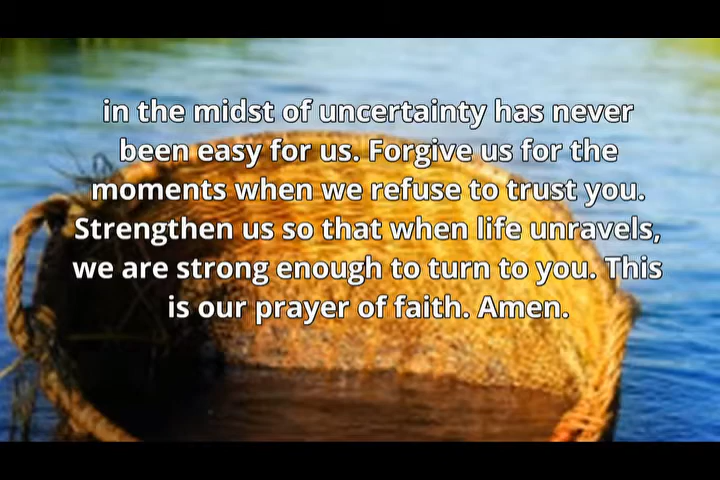 in the midst of uncertainty has never
been easy for us. Forgive us for the
moments when we refuse to trust you.
Strengthen us so that when life unravels,
we are strong enough to turn to you. This
is our prayer of faith. Amen.